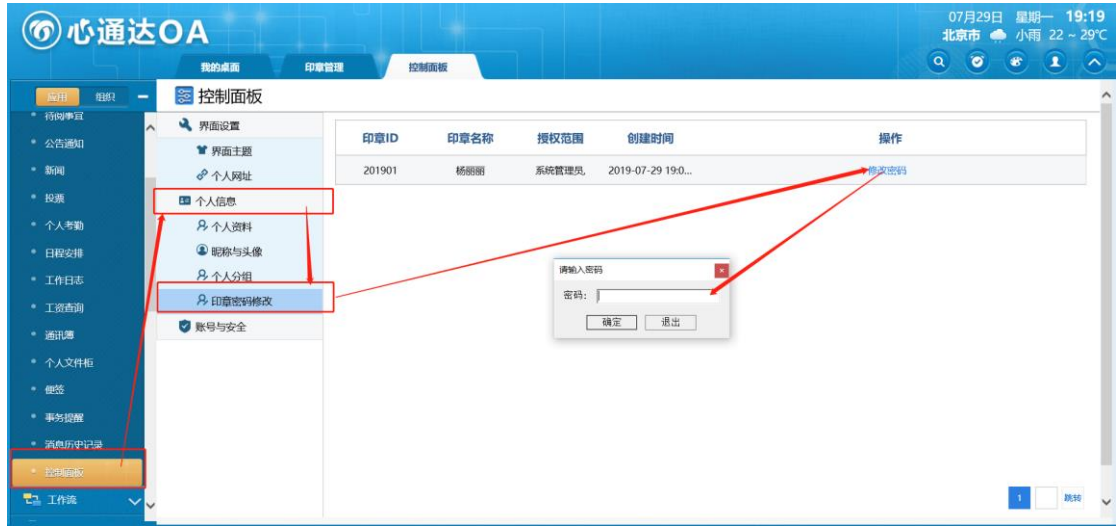 心通达OA
07月29日 星期一 19:19
北京市 小雨 22 ~ 29℃
我的桌面 印章管理 控制面板
应用 组织
控制面板
待阅事宜
公告通知
新闻
投票
个人考勤
日程安排
工作日志
工资查询
通讯簿
个人文件柜
便签
事务提醒
消息历史记录
控制面板
工作流
界面设置
界面主题
个人网址
个人信息
个人资料
昵称与头像
个人分组
印章密码修改
账号与安全
印章ID 印章名称 授权范围 创建时间 操作
201901 杨丽丽 系统管理员, 2019-07-29 19:0... 修改密码
请输入密码
密码:
确定 退出
1 跳转